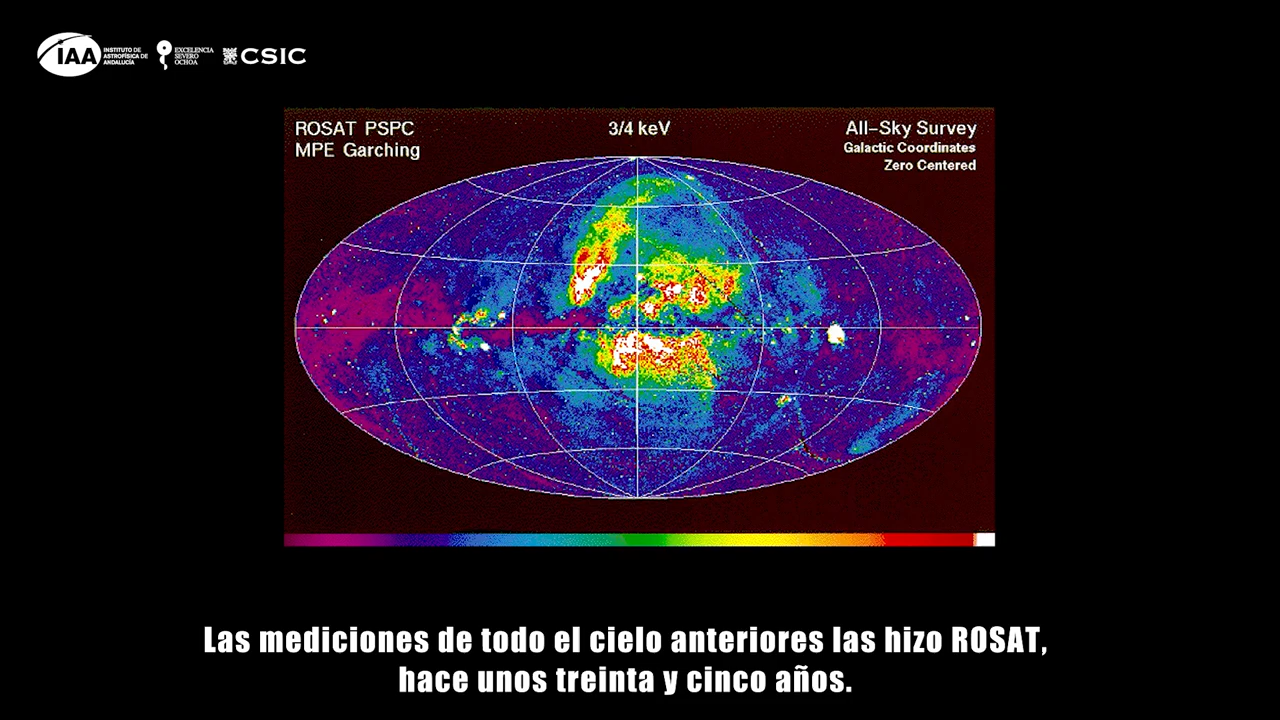 IAA
INSTITUTO DE
ASTROFÍSICA DE
ANDALUCÍA
EXCELENCIA
SEVERO
OCHOA
CSIC
ROSAT PSPC
MPE Garching
3/4 keV
All-Sky Survey
Galactic Coordinates
Zero Centered
Las mediciones de todo el cielo anteriores las hizo ROSAT,
hace unos treinta y cinco años.